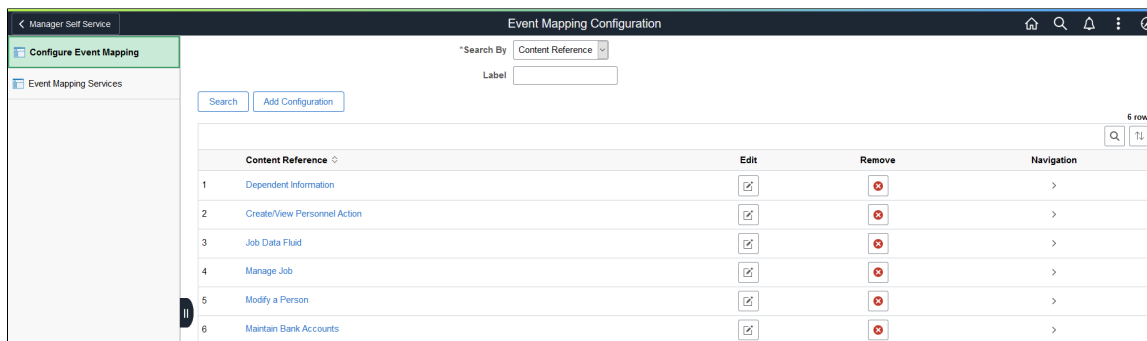 Manager Self Service
Event Mapping Configuration
Configure Event Mapping
Event Mapping Services
*Search By Content Reference
Label
Search Add Configuration
6 row
Content Reference Edit Remove Navigation
1 Dependent Information
2 Create/View Personnel Action
3 Job Data Fluid
4 Manage Job
5 Modify a Person
6 Maintain Bank Accounts